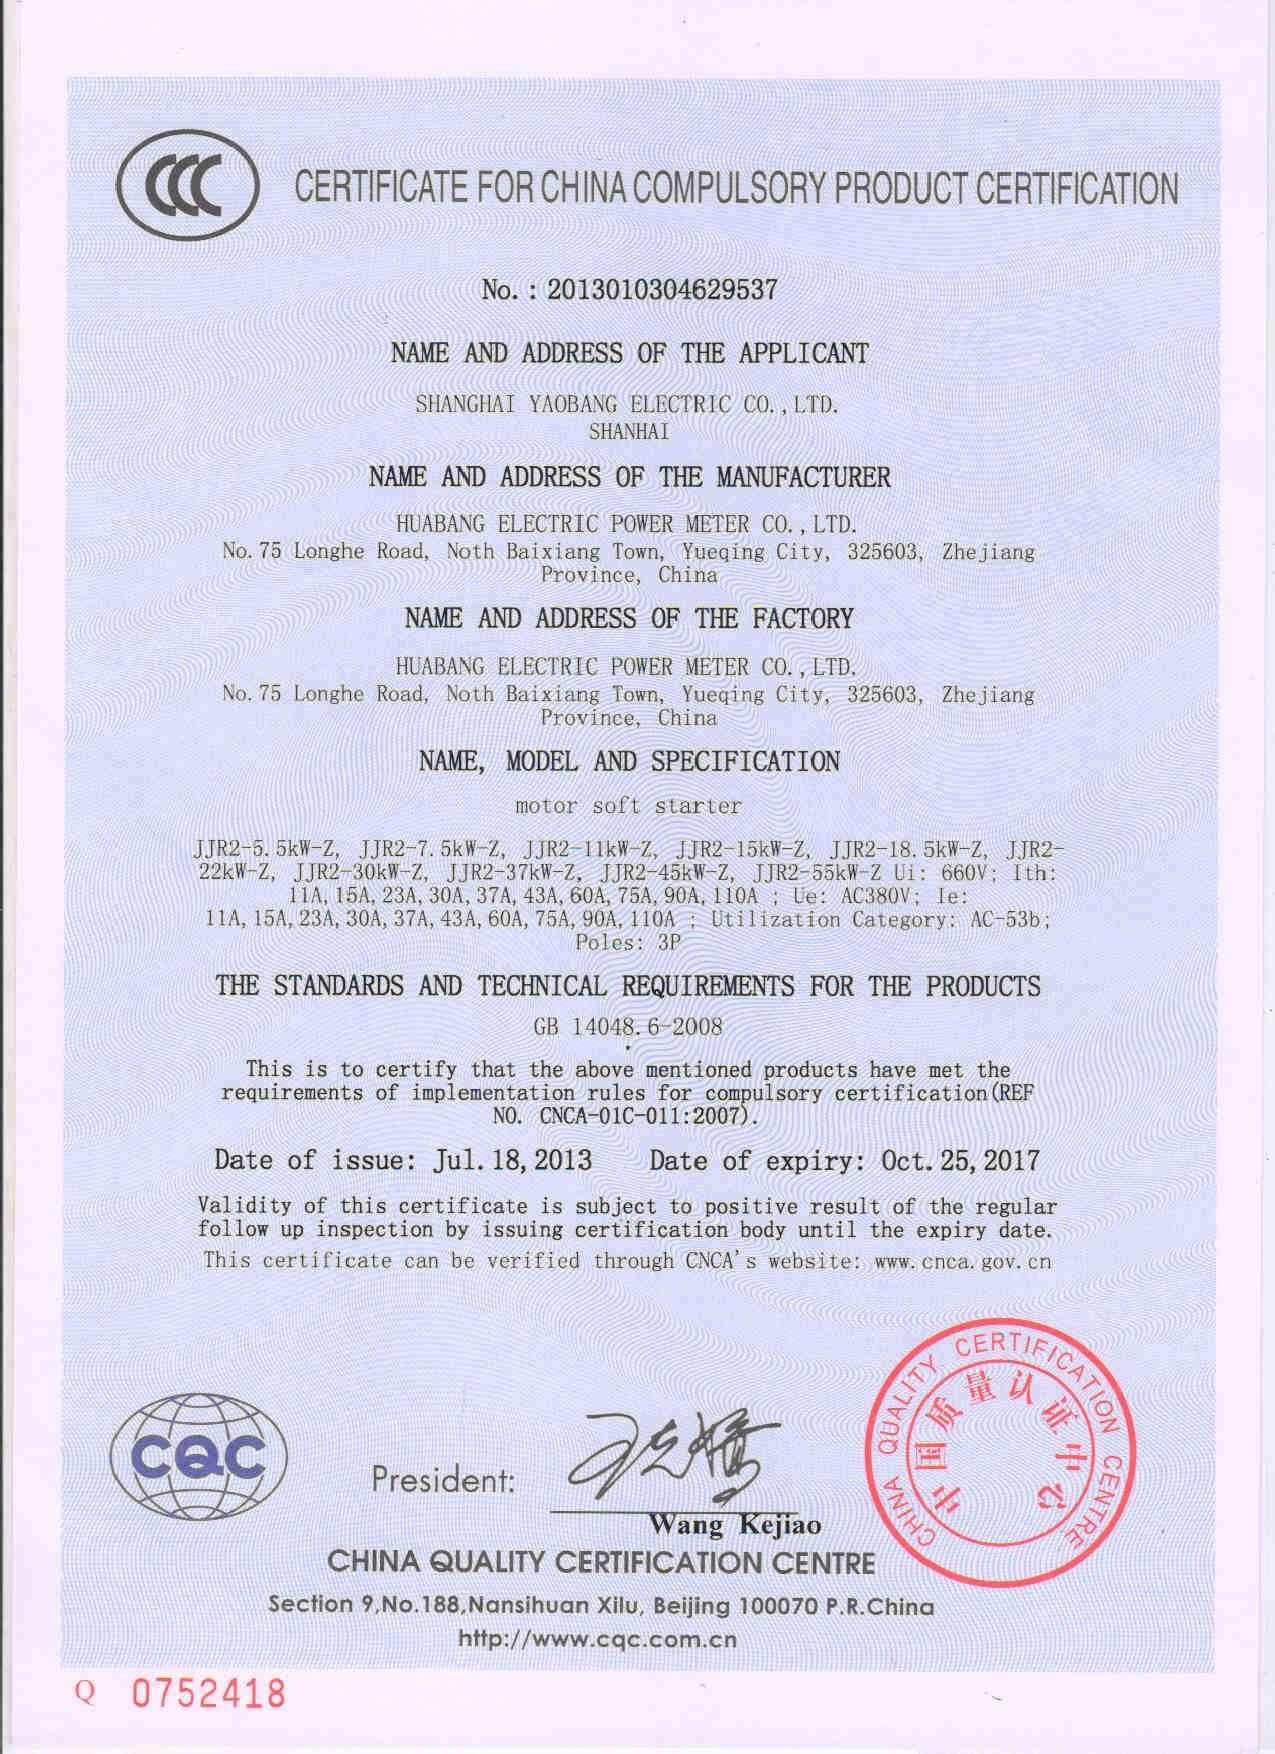 CCC
CERTIFICATE FOR CHINA COMPULSORY PRODUCT CERTIFICATION
No.: 2013010304629537
NAME AND ADDRESS OF THE APPLICANT
SHANGHAI YAOBANG ELECTRIC CO.,LTD.
SHANHAI
NAME AND ADDRESS OF THE MANUFACTURER
HUABANG ELECTRIC POWER METER CO.,LTD.
No.75 Longhe Road, Noth Baixiang Town, Yueqing City, 325603, Zhejiang
Province, China
NAME AND ADDRESS OF THE FACTORY
HUABANG ELECTRIC POWER METER CO.,LTD.
No.75 Longhe Road, Noth Baixiang Town, Yueqing City, 325603, Zhejiang
Province, China
NAME, MODEL AND SPECIFICATION
motor soft starter
JJR2-5.5kW-Z, JJR2-7.5kW-Z, JJR2-11kW-Z, JJR2-15kW-Z, JJR2-18.5kW-Z, JJR2-
22kW-Z, JJR2-30kW-Z, JJR2-37kW-Z, JJR2-45kW-Z, JJR2-55kW-Z Ui: 660V; Ith:
11A,15A,23A,30A,37A,43A,60A,75A,90A,110A ; Ue: AC380V; Ie:
11A,15A,23A,30A,37A,43A,60A,75A,90A,110A ; Utilization Category: AC-53b;
Poles: 3P
THE STANDARDS AND TECHNICAL REQUIREMENTS FOR THE PRODUCTS
GB 14048.6-2008
This is to certify that the above mentioned products have met the
requirements of implementation rules for compulsory certification(REF
NO. CNCA-01C-011:2007).
Date of issue: Jul.18,2013 Date of expiry: Oct.25,2017
Validity of this certificate is subject to positive result of the regular
follow up inspection by issuing certification body until the expiry date.
This certificate can be verified through CNCA's website: www.cnca.gov.cn
CHINA QUALITY CERTIFICATION CENTRE
中国质量认证中心
CQC
President:
Wang Kejiao
CHINA QUALITY CERTIFICATION CENTRE
Section 9,No.188,Nansihuan Xilu, Beijing 100070 P.R.China
http://www.cqc.com.cn
Q 0752418